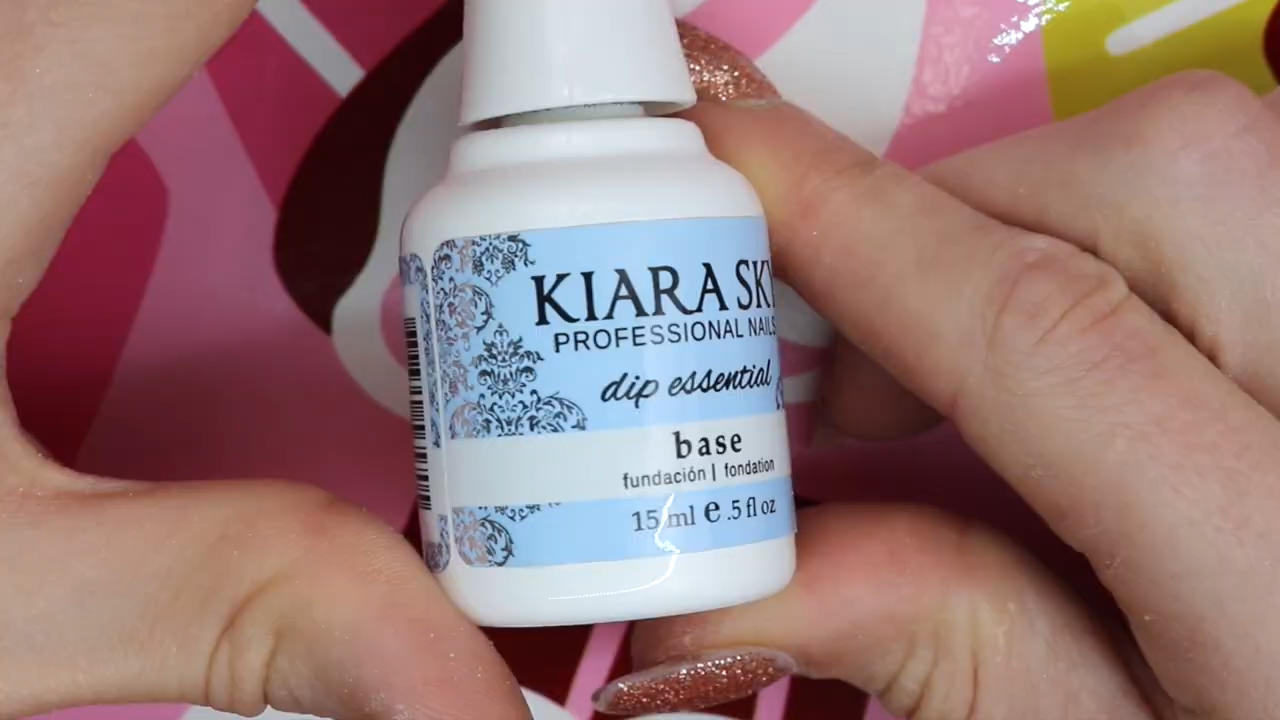 KIARA SKY
PROFESSIONAL NAILS
dip essential
base
fundación | fondation
15 ml e .5 fl oz